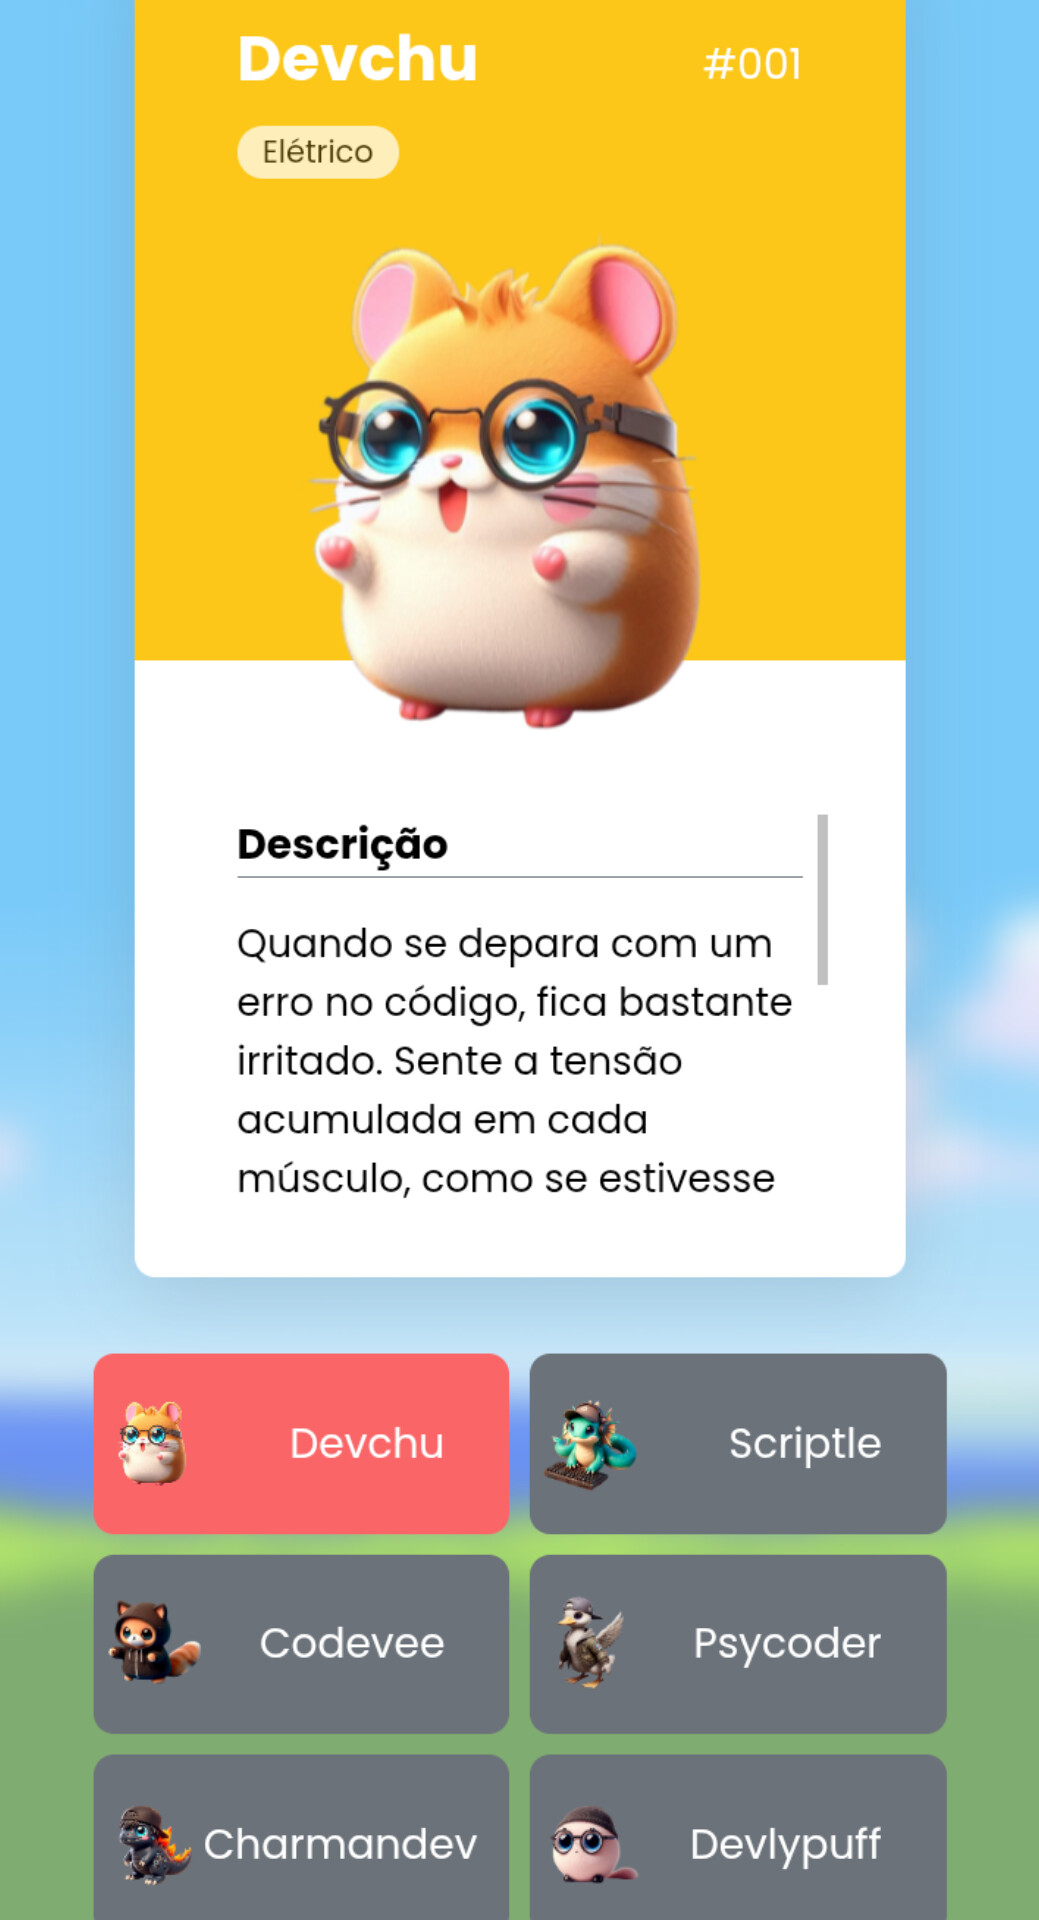 Devchu
#001
Elétrico
Descrição
Quando se depara com um
erro no código, fica bastante
irritado. Sente a tensão
acumulada em cada
músculo, como se estivesse
Devchu
Scriptle
Codevee
Psycoder
Charmandev
Devlypuff